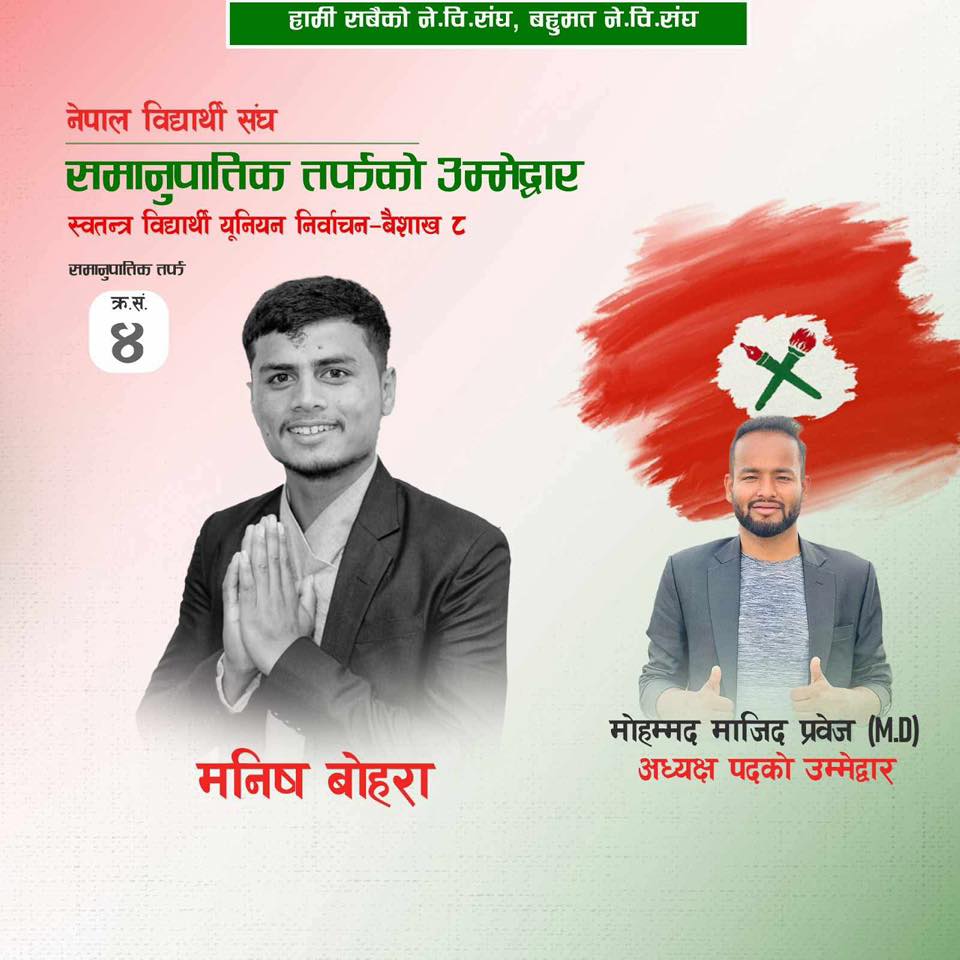 हामी सबैको ने.वि.संघ, बहुमत ने.वि.संघ
नेपाल विद्यार्थी संघ
समानुपातिक तर्फको उम्मेद्वार
स्वतन्त्र विद्यार्थी यूनियन निर्वाचन-बैशाख ८
समानुपातिक तर्फ
क्र.सं.
४
मनिष बोहरा
मोहम्मद माजिद प्रवेज (M.D)
अध्यक्ष पदको उम्मेद्वार